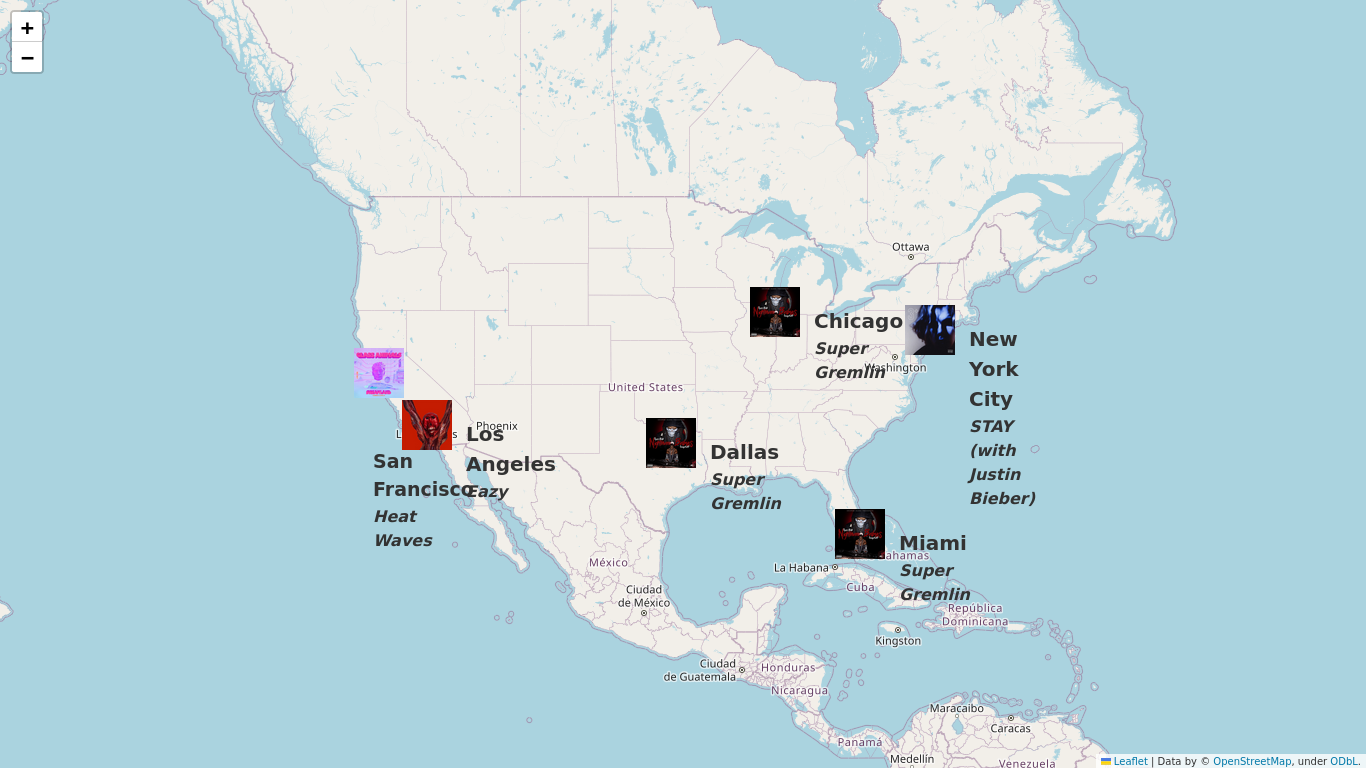 +
−
Ottawa
Chicago
Super
Gremlin
Washington
New
York
City
STAY
(with
Justin
Bieber)
United States
Phoenix
Los
Angeles
Eazy
San
Francisco
Heat
Waves
Dallas
Super
Gremlin
Miami
Super
Gremlin
México
La Habana
Cuba
Ciudad
de México
República
Dominicana
Kingston
Ciudad
de Guatemala
Honduras
Nicaragua
Maracaibo
Caracas
Panamá
Medellín
Venezuela
Leaflet | Data by © OpenStreetMap, under ODbL.